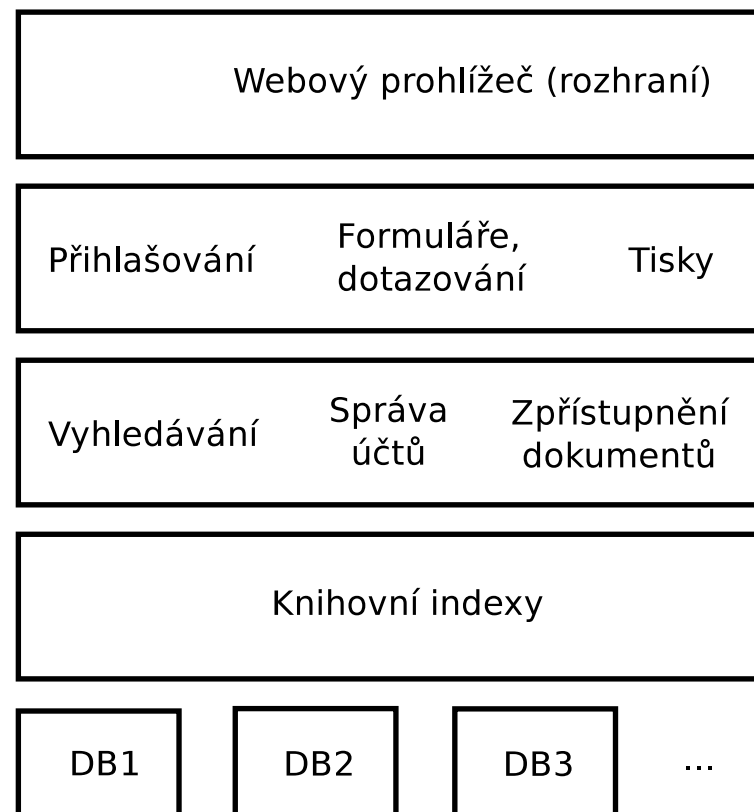 Webový prohlížeč (rozhraní)
Přihlašování
Formuláře,
dotazování
Tisky
Vyhledávání
Správa
účtů
Zpřístupnění
dokumentů
Knihovní indexy
DB1
DB2
DB3
...